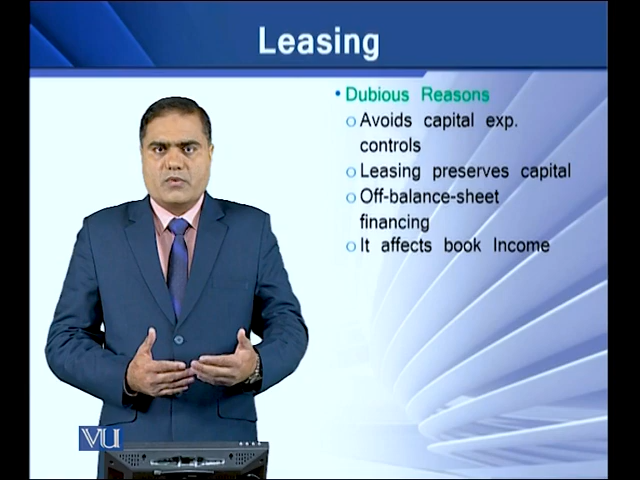 Leasing
• Dubious Reasons
o Avoids capital exp.
controls
o Leasing preserves capital
o Off-balance-sheet
financing
o It affects book Income
VU